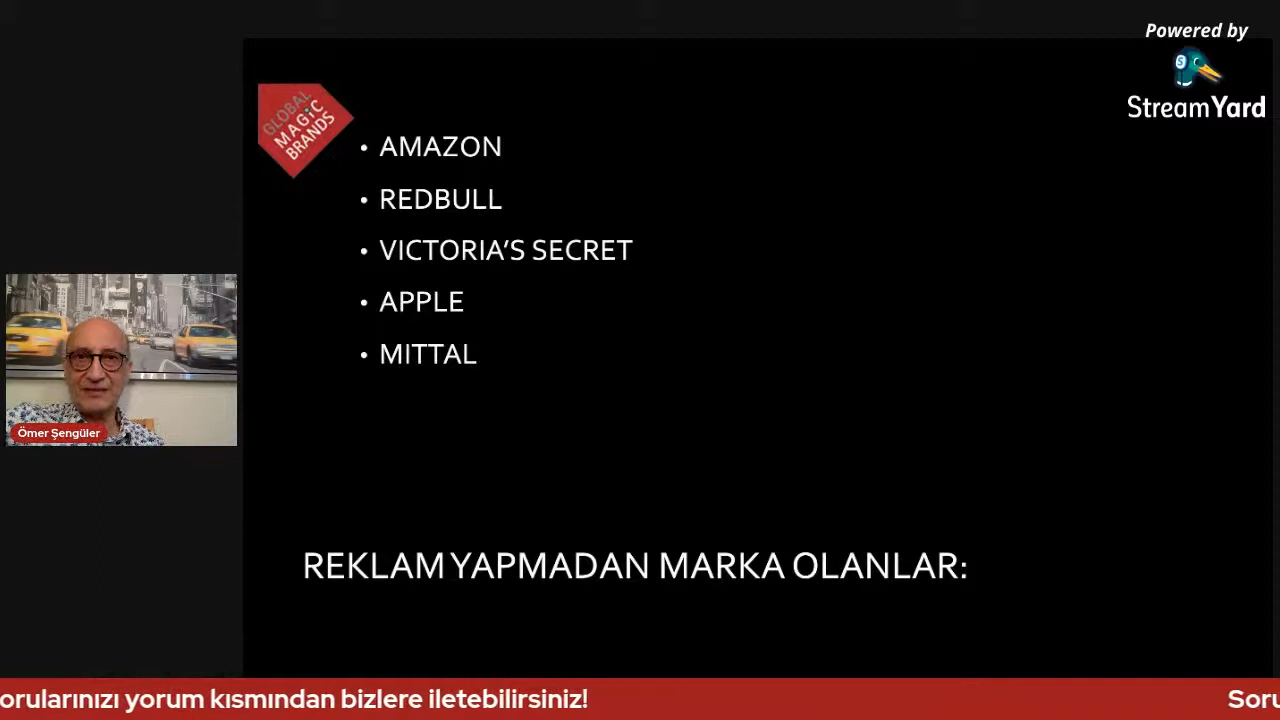 Powered by
StreamYard
GLOBAL
MAGiC
BRANDS
• AMAZON
• REDBULL
• VICTORIA’S SECRET
• APPLE
• MITTAL
Ömer Şengüler
REKLAM YAPMADAN MARKA OLANLAR:
orularınızı yorum kısmından bizlere iletebilirsiniz! Soru